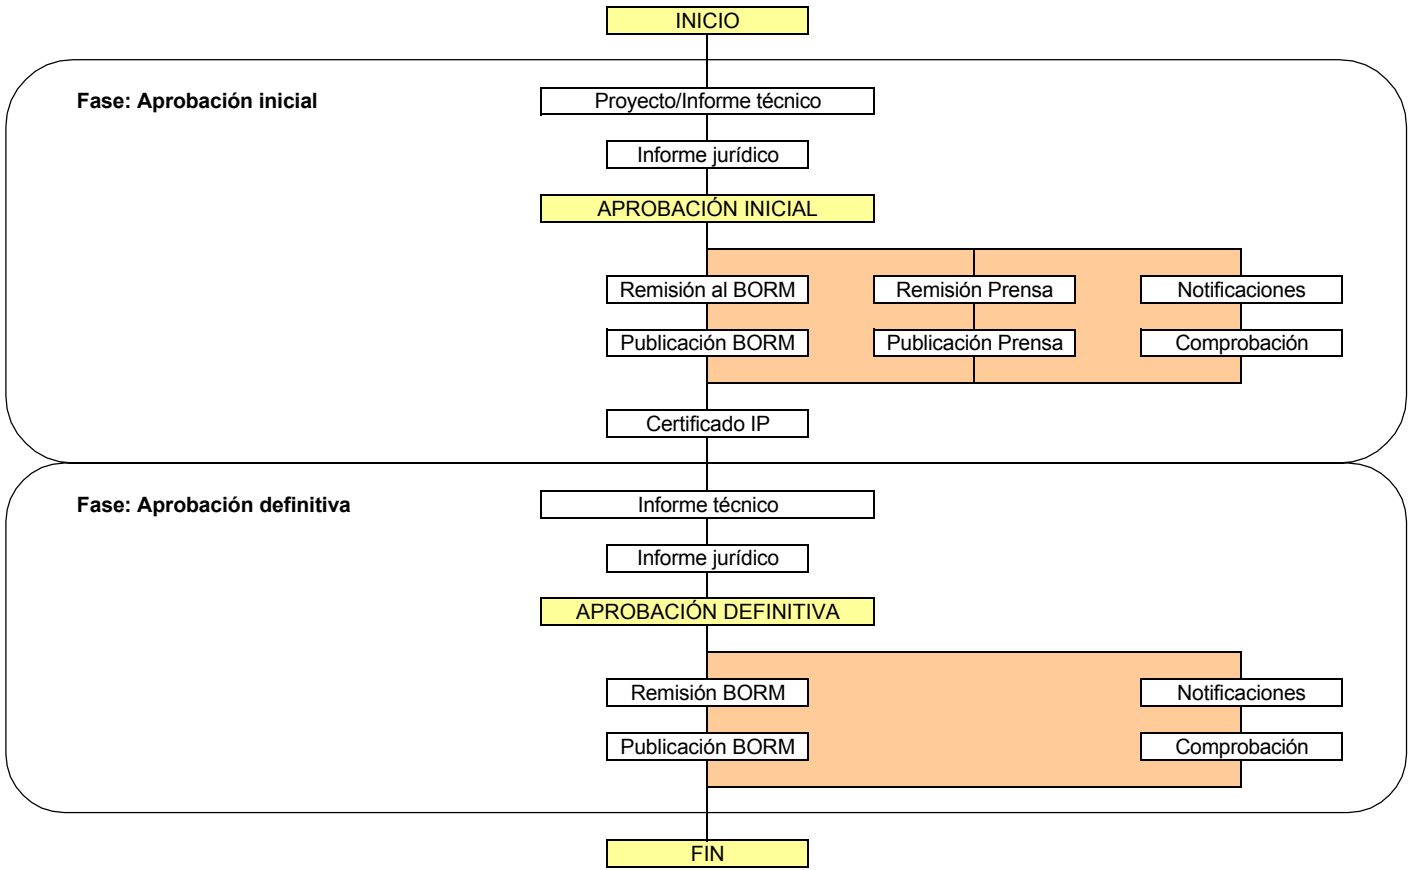 INICIO
Fase: Aprobación inicial
Proyecto/Informe técnico
Informe jurídico
APROBACIÓN INICIAL
Remisión al BORM
Remisión Prensa
Notificaciones
Publicación BORM
Publicación Prensa
Comprobación
Certificado IP
Fase: Aprobación definitiva
Informe técnico
Informe jurídico
APROBACIÓN DEFINITIVA
Remisión BORM
Notificaciones
Publicación BORM
Comprobación
FIN